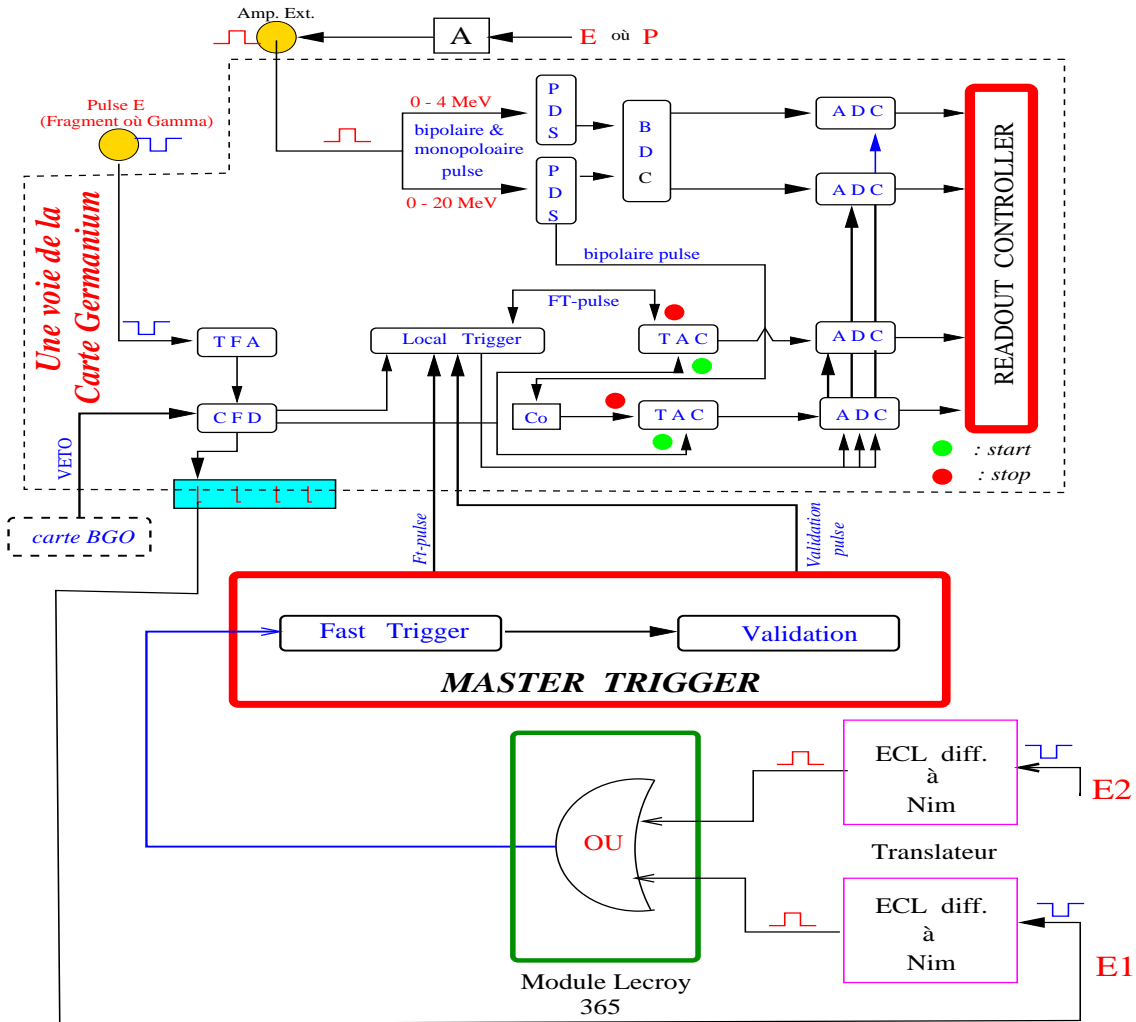 Amp. Ext.
A
E où P
Pulse E
(Fragment où Gamma)
0 - 4 MeV
bipolaire &
monopoloaire
pulse
0 - 20 MeV
P
D
S
P
D
S
B
D
C
A D C
A D C
READOUT CONTROLLER
Une voie de la
Carte Germanium
bipolaire pulse
FT-pulse
T F A
Local Trigger
T A C
A D C
C F D
Co
T A C
A D C
: start
: stop
VETO
carte BGO
Ft-pulse
Validation
pulse
Fast Trigger
Validation
MASTER TRIGGER
ECL diff.
à
Nim
E2
OU
Translateur
ECL diff.
à
Nim
E1
Module Lecroy
365